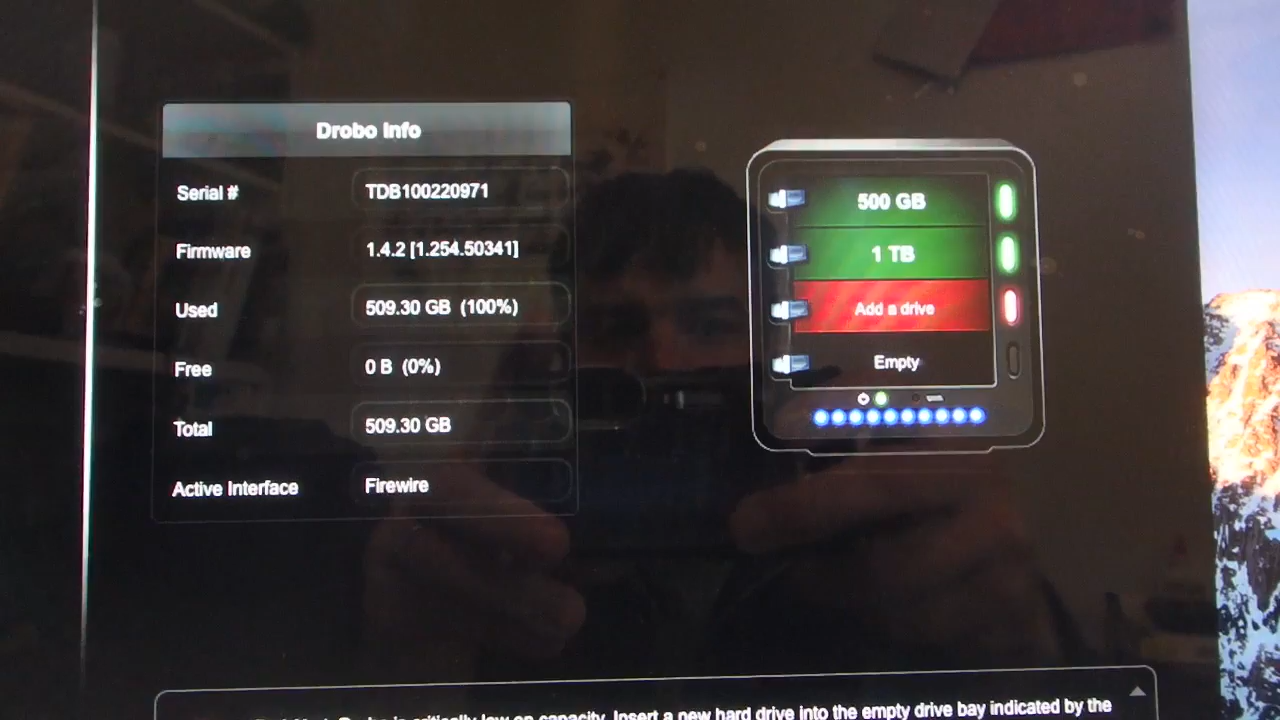 Drobo Info
Serial # TDB100220971
Firmware 1.4.2 [1.254.50341]
Used 509.30 GB (100%)
Free 0 B (0%)
Total 509.30 GB
Active Interface Firewire
500 GB
1 TB
Add a drive
Empty
Drobo is critically low on capacity. Insert a new hard drive into the empty drive bay indicated by the